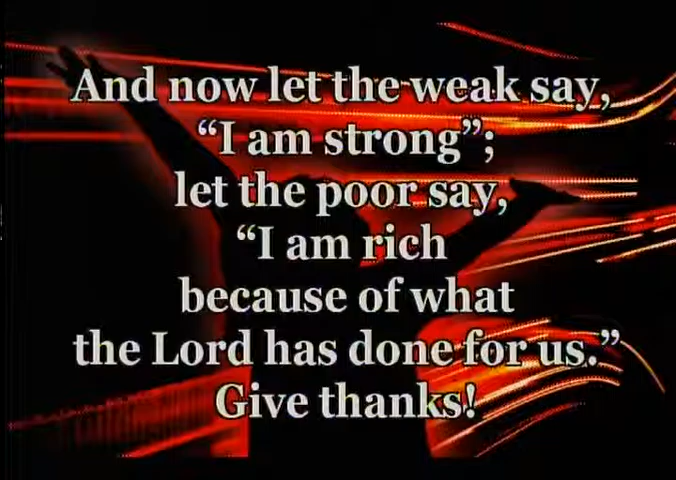 And now let the weak say,
“I am strong”;
let the poor say,
“I am rich
because of what
the Lord has done for us.”
Give thanks!